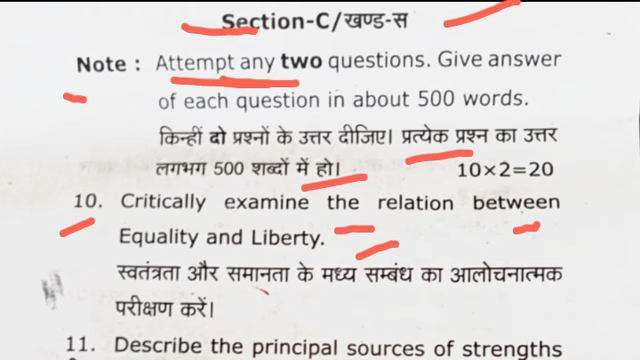 Section-C/खण्ड-स
Note : Attempt any two questions. Give answer
of each question in about 500 words.
किन्हीं दो प्रश्नों के उत्तर दीजिए। प्रत्येक प्रश्न का उत्तर
लगभग 500 शब्दों में हो। 10×2=20
10. Critically examine the relation between
Equality and Liberty.
स्वतंत्रता और समानता के मध्य सम्बंध का आलोचनात्मक
परीक्षण करें।
11. Describe the principal sources of strengths